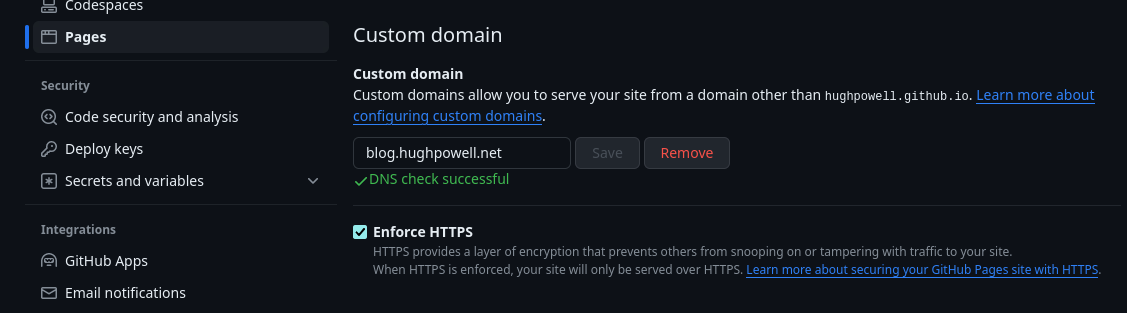 Codespaces
Pages
Security
Code security and analysis
Deploy keys
Secrets and variables
Integrations
GitHub Apps
Email notifications
Custom domain
Custom domain
Custom domains allow you to serve your site from a domain other than hughpowell.github.io. Learn more about
configuring custom domains.
blog.hughpowell.net Save Remove
DNS check successful
Enforce HTTPS
HTTPS provides a layer of encryption that prevents others from snooping on or tampering with traffic to your site.
When HTTPS is enforced, your site will only be served over HTTPS. Learn more about securing your GitHub Pages site with HTTPS.